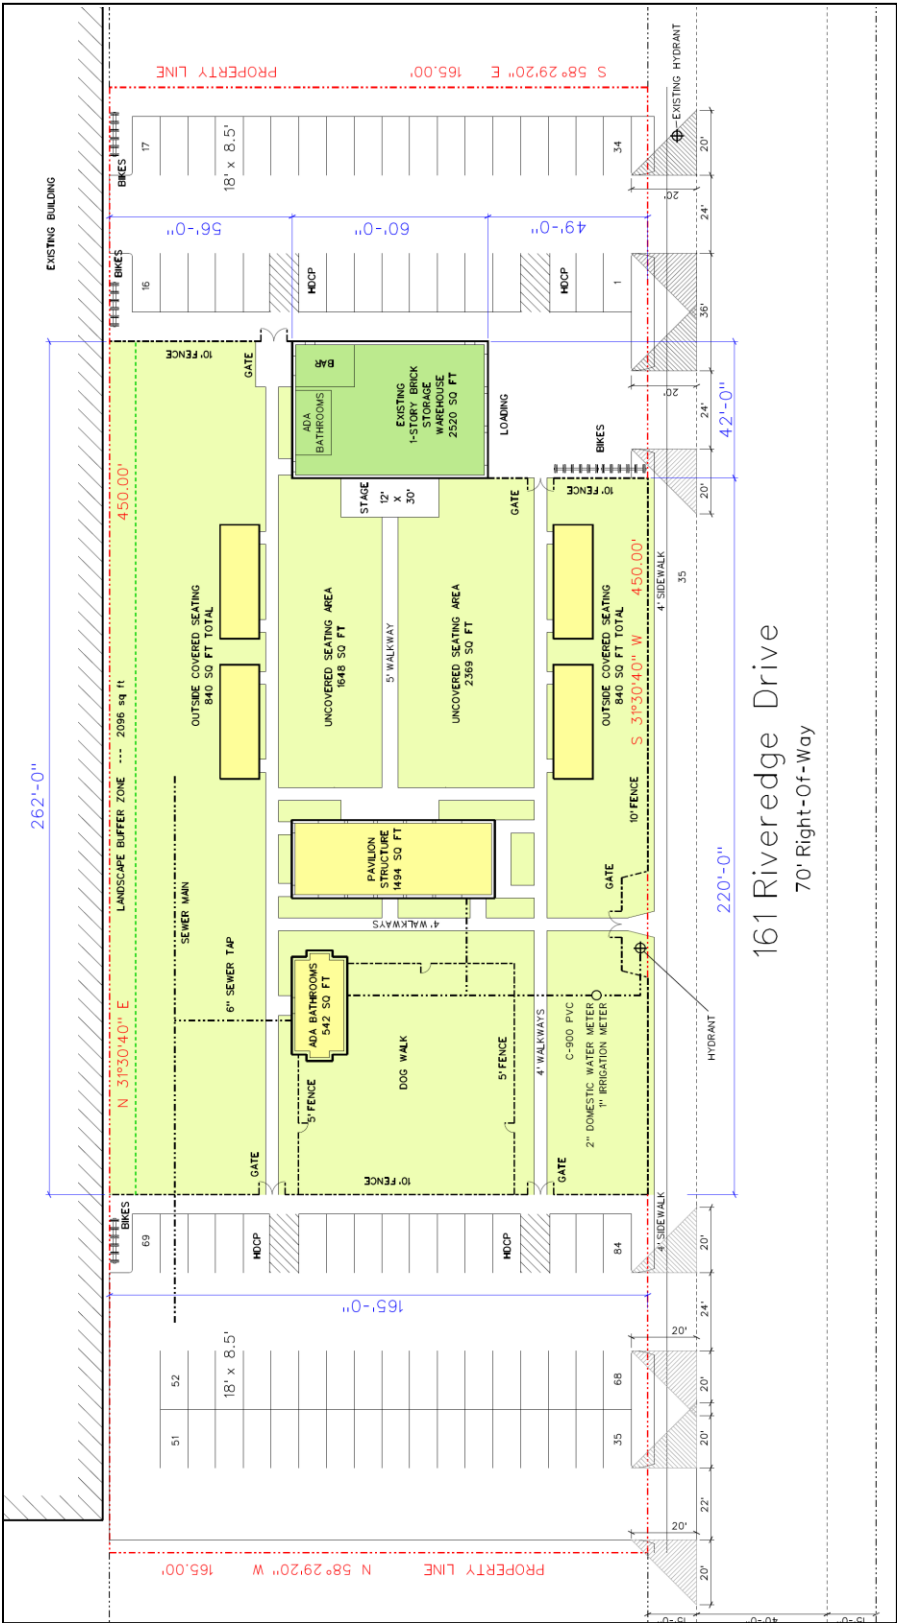 EXISTING BUILDING
S 58°29'20" E 165.00'
PROPERTY LINE
EXISTING HYDRANT
BIKES
17
18' x 8.5'
34
20'
20'
24'
56'-0"
60'-0"
49'-0"
BIKES
16
HDCP
HDCP
1
36'
20'
24'
20'
10' FENCE
GATE
BAR
ADA
BATHROOMS
EXISTING
1-STORY BRICK
STORAGE
WAREHOUSE
2520 SQ FT
LOADING
BIKES
42'-0"
450.00'
STAGE
12'
X
30'
GATE
10' FENCE
4' SIDEWALK
35
262'-0"
LANDSCAPE BUFFER ZONE --- 2096 sq ft
OUTSIDE COVERED SEATING
840 SQ FT TOTAL
UNCOVERED SEATING AREA
1648 SQ FT
5' WALKWAY
UNCOVERED SEATING AREA
2369 SQ FT
OUTSIDE COVERED SEATING
840 SQ FT TOTAL
S 31°30'40" W 450.00'
161 Riveredge Drive
70' Right-Of-Way
10' FENCE
220'-0"
SEWER MAIN
6" SEWER TAP
PAVILION
STRUCTURE
1494 SQ FT
4' WALKWAYS
GATE
N 31°30'40" E
ADA BATHROOMS
542 SQ FT
5' FENCE
DOG WALK
5' FENCE
4' WALKWAYS
C-900 PVC
2" DOMESTIC WATER METER
1" IRRIGATION METER
HYDRANT
GATE
10' FENCE
GATE
BIKES
69
HDCP
HDCP
84
4' SIDEWALK
20'
24'
165'-0"
20'
52
18' x 8.5'
68
20'
51
35
20'
22'
20'
20'
N 58°29'20" W 165.00'
PROPERTY LINE
15'-0"
40'-0"
15'-0"